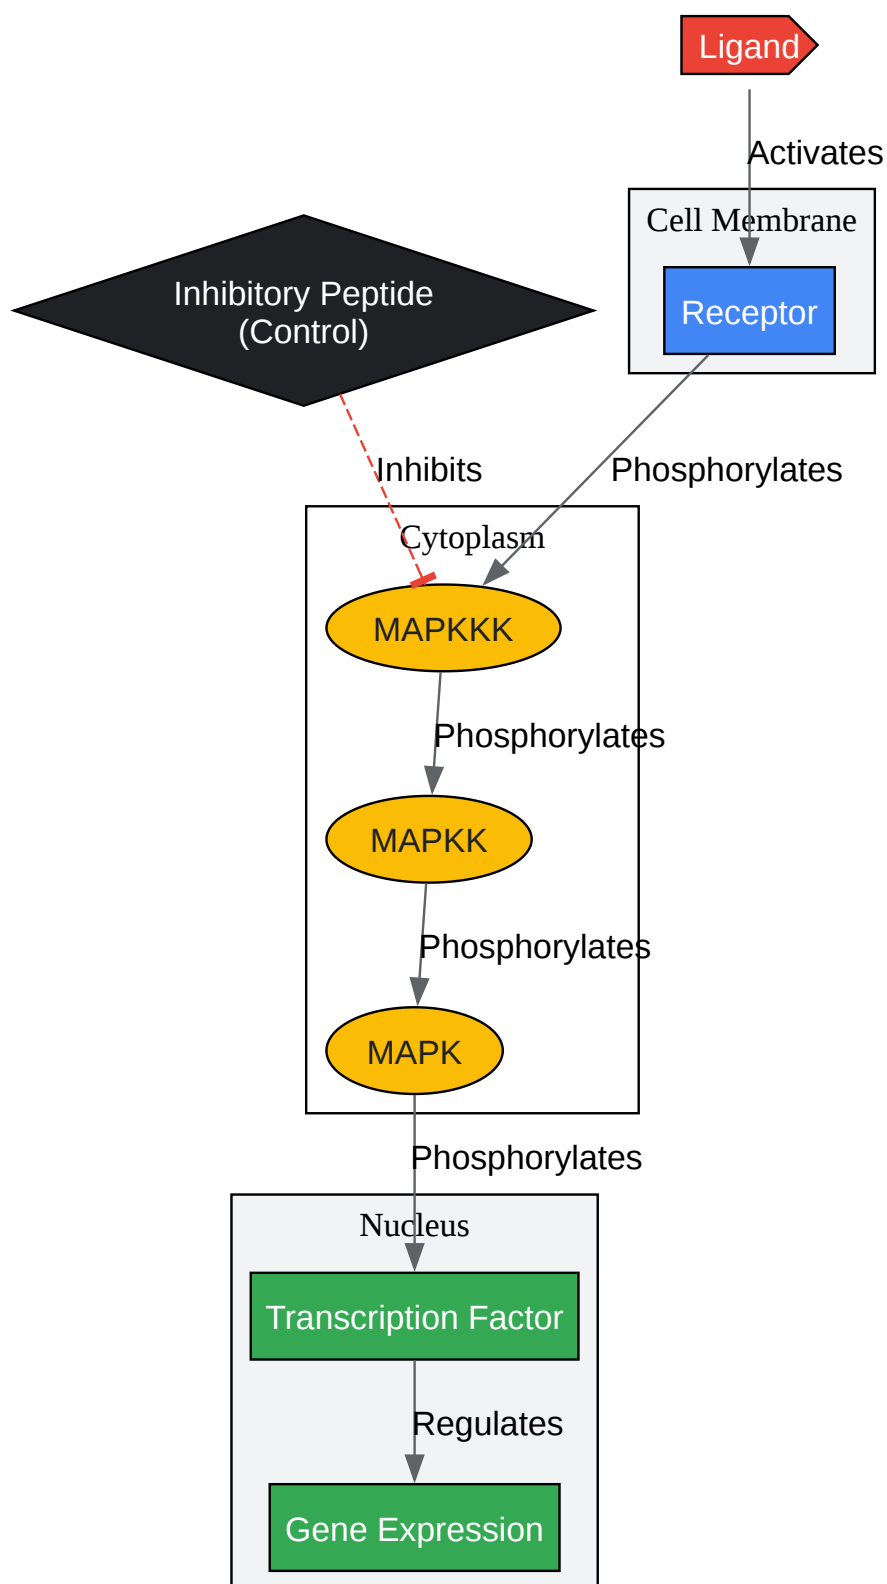 Ligand
Activates
Cell Membrane
Receptor
Inhibitory Peptide
(Control)
Inhibits
Phosphorylates
Cytoplasm
MAPKKK
Phosphorylates
MAPKK
Phosphorylates
MAPK
Phosphorylates
Nucleus
Transcription Factor
Regulates
Gene Expression